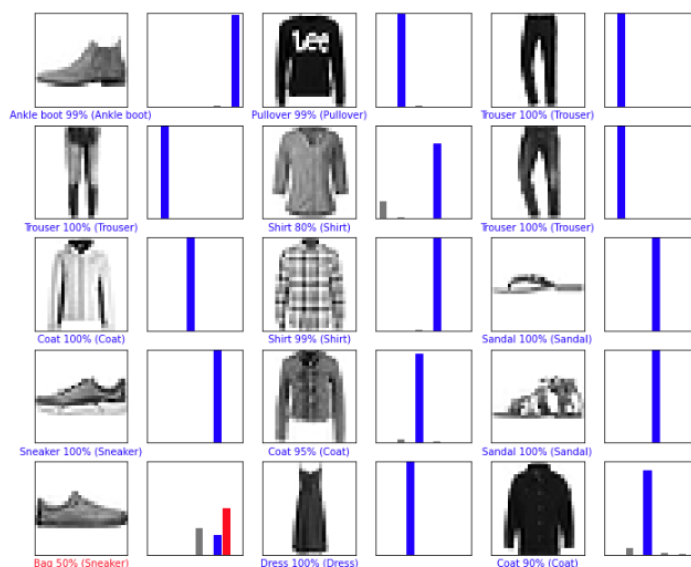 Lee
Ankle boot 99% (Ankle boot)
Pullover 99% (Pullover)
Trouser 100% (Trouser)
Trouser 100% (Trouser)
Shirt 80% (Shirt)
Trouser 100% (Trouser)
Coat 100% (Coat)
Shirt 99% (Shirt)
Sandal 100% (Sandal)
Sneaker 100% (Sneaker)
Coat 95% (Coat)
Sandal 100% (Sandal)
Bag 50% (Sneaker)
Dress 100% (Dress)
Coat 90% (Coat)